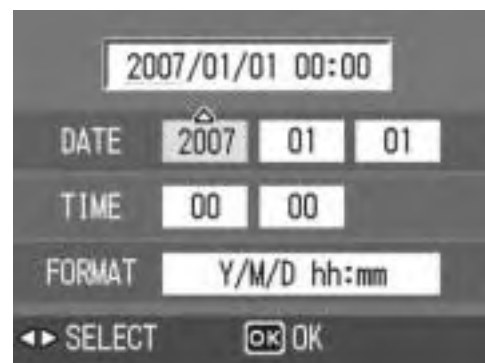 2007/01/01 00:00
DATE 2007 01 01
TIME 00 00
FORMAT Y/M/D hh:mm
SELECT OK OK